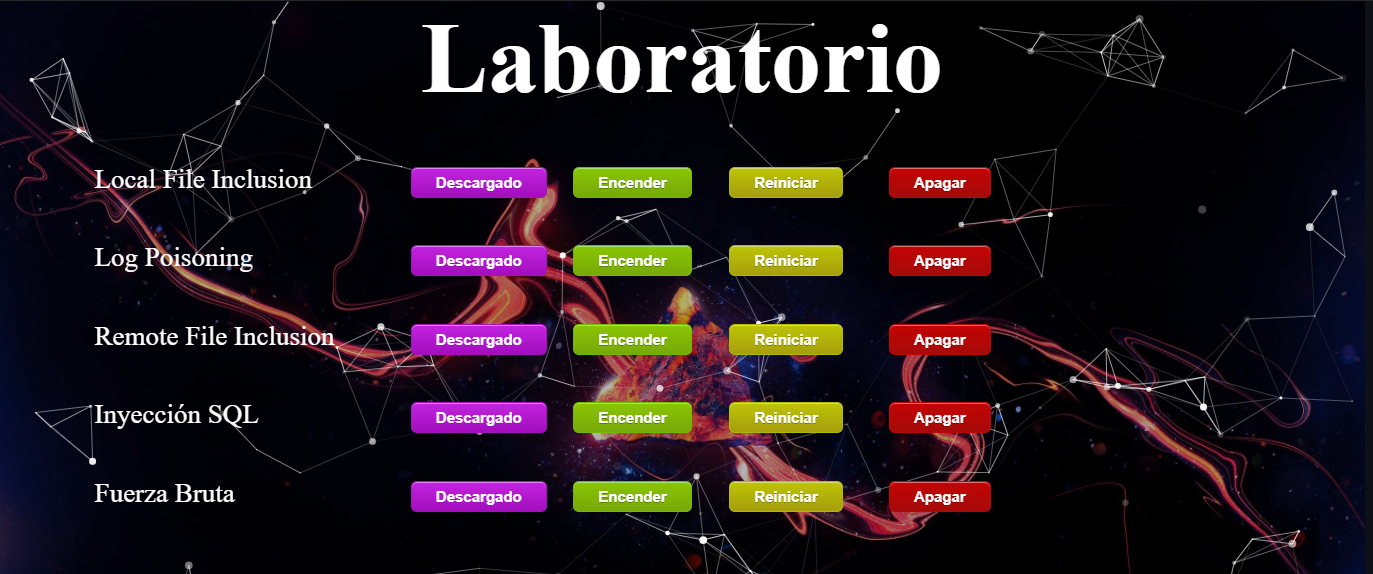 Laboratorio
Local File Inclusion Descargado Encender Reiniciar Apagar
Log Poisoning Descargado Encender Reiniciar Apagar
Remote File Inclusion Descargado Encender Reiniciar Apagar
Inyección SQL Descargado Encender Reiniciar Apagar
Fuerza Bruta Descargado Encender Reiniciar Apagar